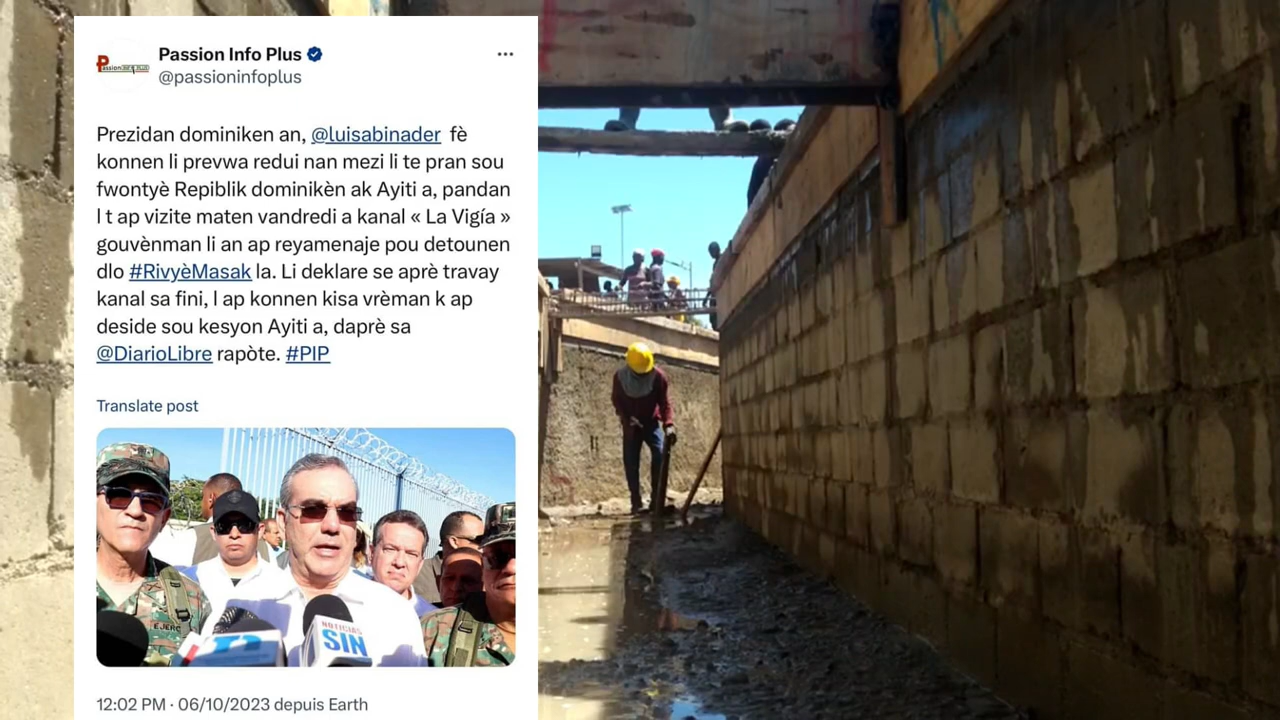 Passion Info Plus
@passioninfoplus
Prezidan dominiken an, @luisabinader fè
konnen li prevwa redui nan mezi li te pran sou
fwontyè Repiblik dominikèn ak Ayiti a, pandan
l t ap vizite maten vandredi a kanal « La Vigía »
gouvènman li an ap reyamenaje pou detounen
dlo #RivyèMasak la. Li deklare se aprè travay
kanal sa fini, l ap konnen kisa vrèman k ap
deside sou kesyon Ayiti a, daprè sa
@DiarioLibre rapòte. #PIP
Translate post
EJERC
NOTICIAS
SIN
12:02 PM · 06/10/2023 depuis Earth